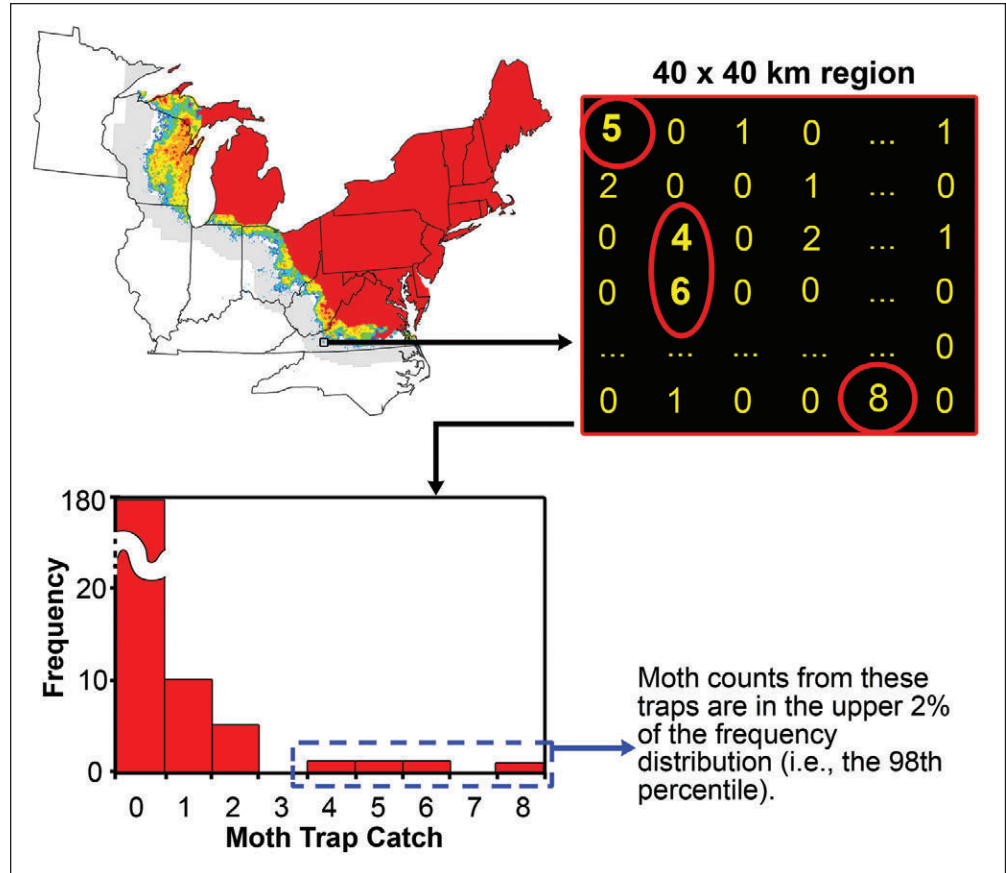 40 x 40 km region
5 0 1 0 ... 1
2 0 0 1 ... 0
0 4 0 2 ... 1
0 6 0 0 ... 0
... ... ... ... ... 0
0 1 0 0 8 0
180
20
10
0
Frequency
0 1 2 3 4 5 6 7 8
Moth Trap Catch
Moth counts from these
traps are in the upper 2%
of the frequency
distribution (i.e., the 98th
percentile).